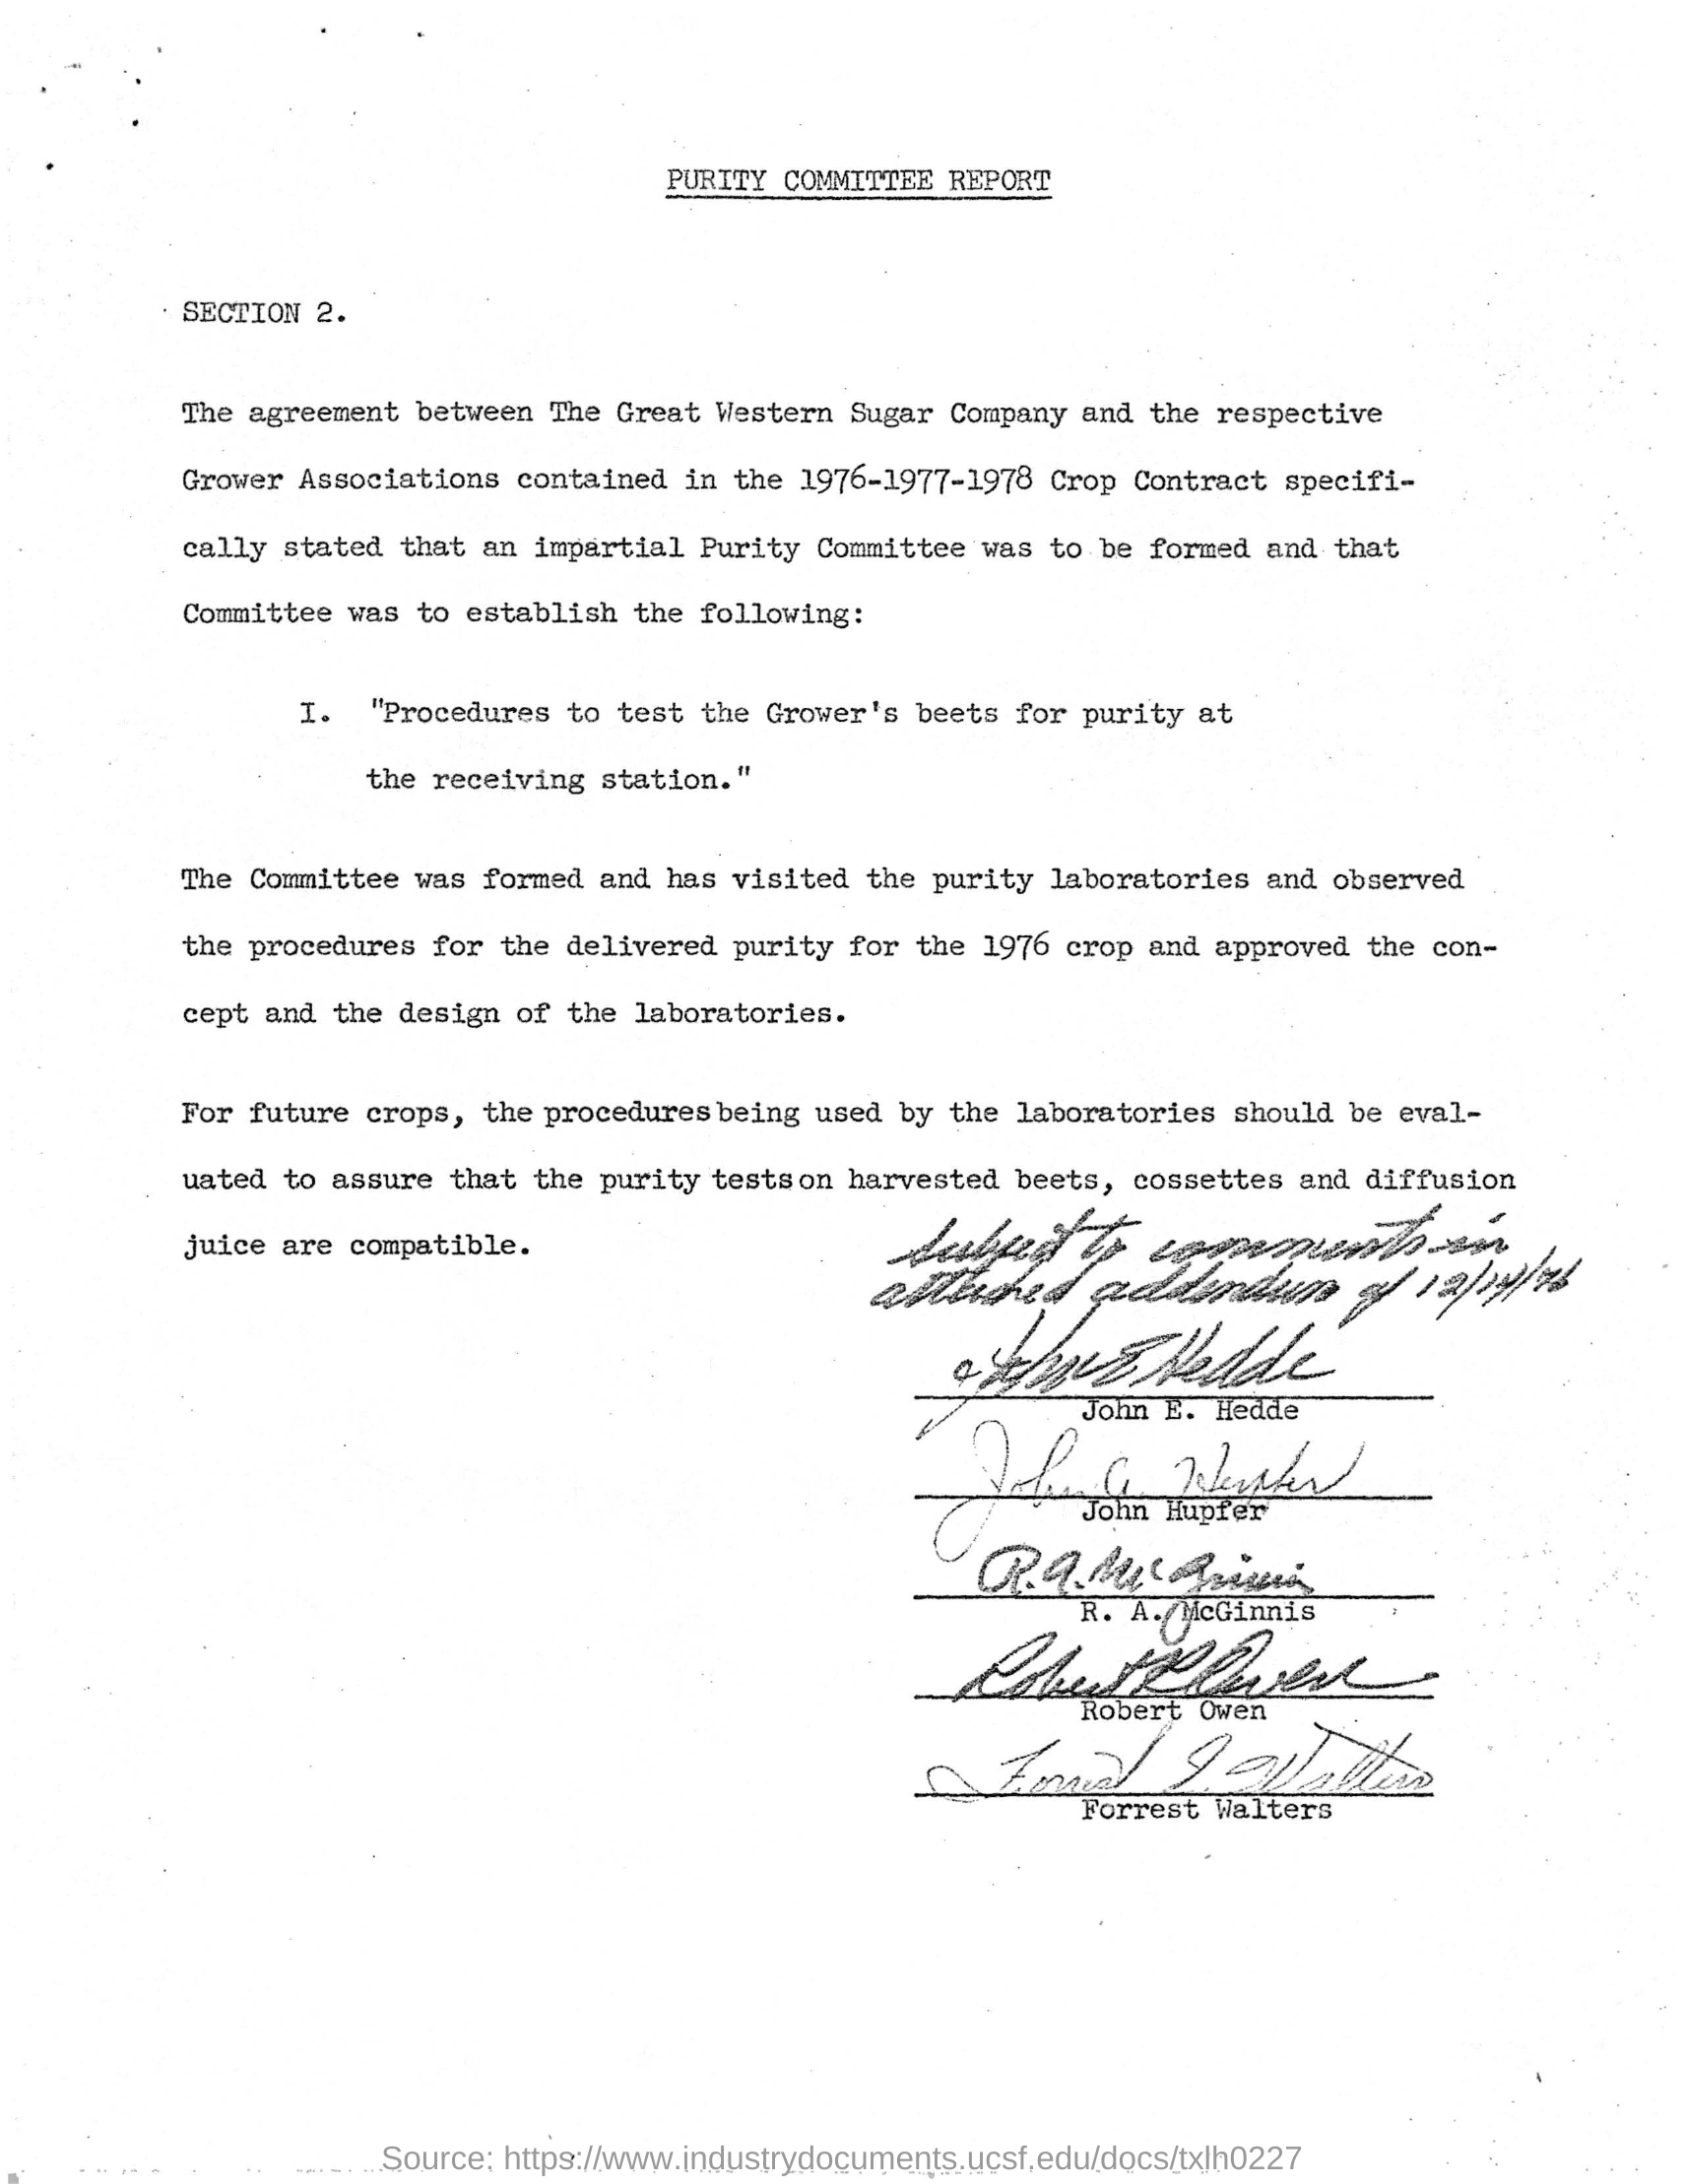 PURITY COMMITTEE REPORT
SECTION 2.
The agreement between The Great Western Sugar Company and the respective
Grower Associations contained in the 1976-1977-1978 Crop Contract specifi-
cally stated that an impartial Purity Committee was to be formed and that
Committee was to establish the following:
I. "Procedures to test the Grower's beets for purity at
the receiving station."
The Committee was formed and has visited the purity laboratories and observed
the procedures for the delivered purity for the 1976 crop and approved the con-
cept and the design of the laboratories.
For future crops, the procedures being used by the laboratories should be eval-
uated to assure that the purity tests on harvested beets, cossettes and diffusion
juice are compatible.
Subject to comments in
attached addendum of 12/14/76
John E. Hedde
John E. Hedde
John A. Hupfer
John Hupfer
R. A. McGinnis
R. A. McGinnis
Robert R Owen
Robert Owen
Forrest Walters
Forrest Walters
Source: https://www.industrydocuments.ucsf.edu/docs/txlh0227